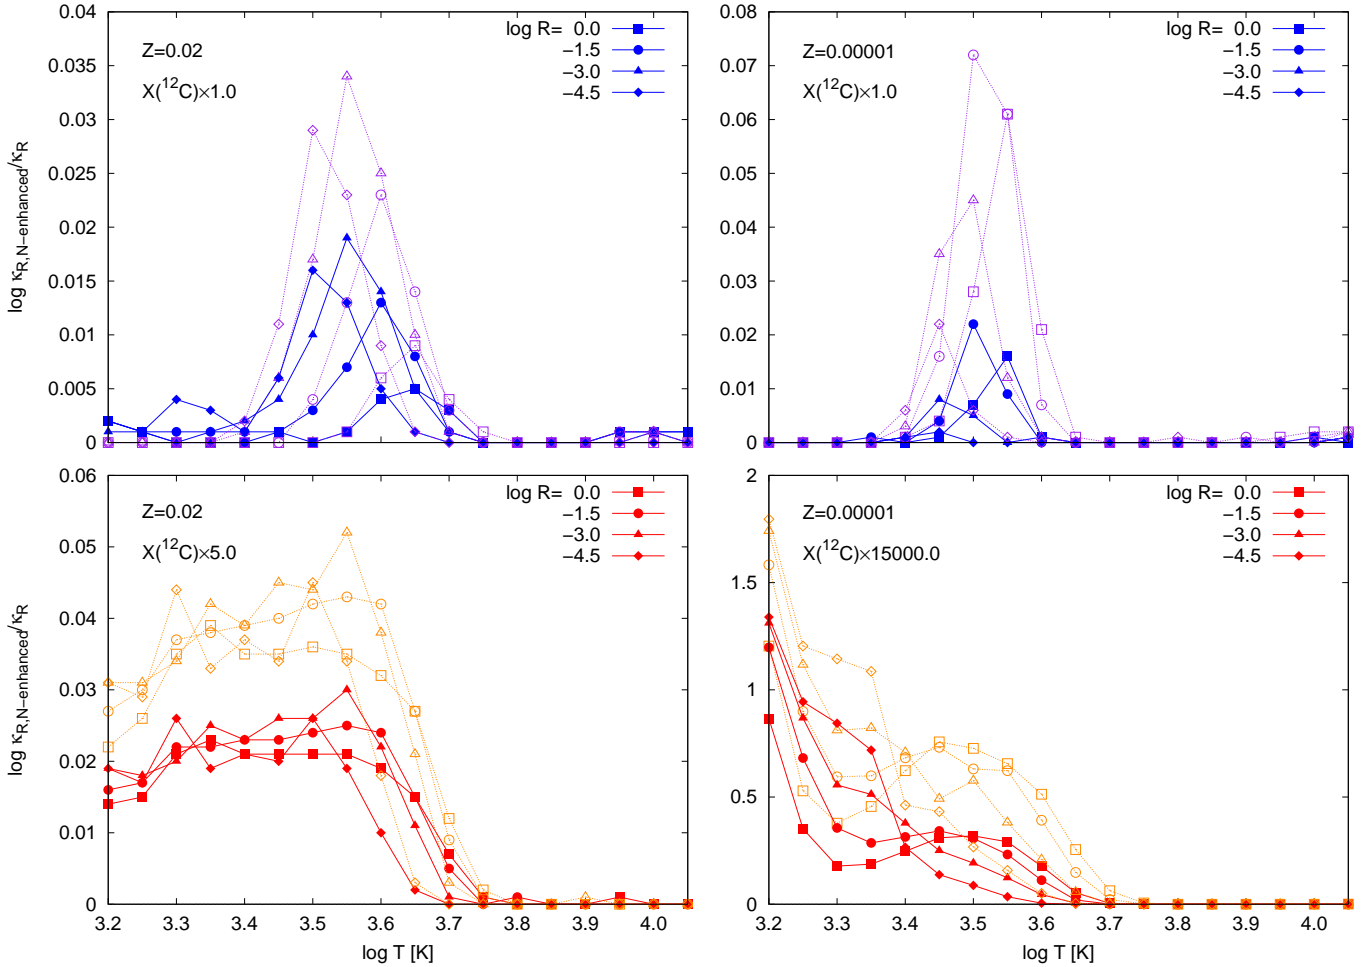 0.04
0.035
0.03
0.025
0.02
0.015
0.01
0.005
0
log κR,N−enhanced/κR
Z=0.02
X(¹²C)×1.0
log R= 0.0
−1.5
−3.0
−4.5
0.08
0.07
0.06
0.05
0.04
0.03
0.02
0.01
0
Z=0.00001
X(¹²C)×1.0
log R= 0.0
−1.5
−3.0
−4.5
0.06
0.05
0.04
0.03
0.02
0.01
0
log κR,N−enhanced/κR
Z=0.02
X(¹²C)×5.0
log R= 0.0
−1.5
−3.0
−4.5
3.2 3.3 3.4 3.5 3.6 3.7 3.8 3.9 4.0
log T [K]
2
1.5
1
0.5
0
Z=0.00001
X(¹²C)×15000.0
log R= 0.0
−1.5
−3.0
−4.5
3.2 3.3 3.4 3.5 3.6 3.7 3.8 3.9 4.0
log T [K]